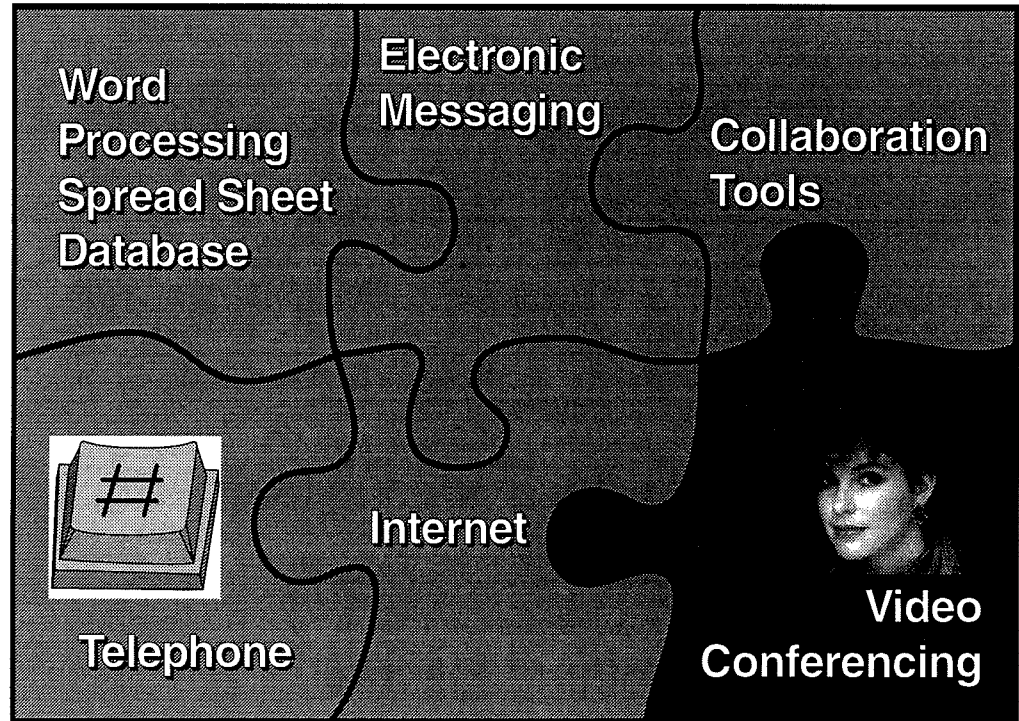 Word
Processing
Spread Sheet
Database
Electronic
Messaging
Collaboration
Tools
#
Telephone
Internet
Video
Conferencing